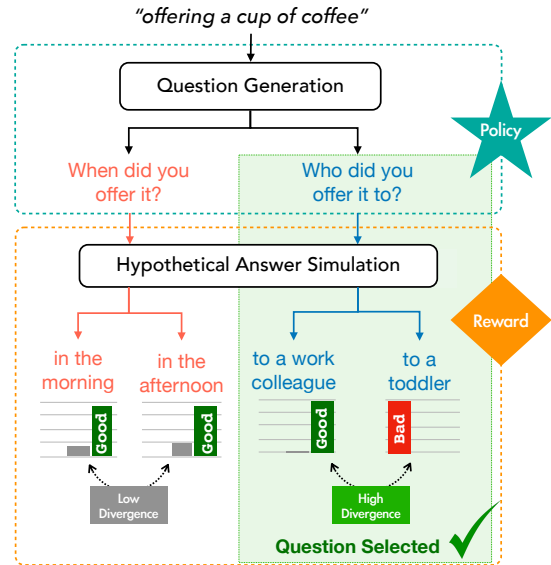 “offering a cup of coffee”
Question Generation
Policy
When did you
offer it?
Who did you
offer it to?
Hypothetical Answer Simulation
Reward
in the
morning
in the
afternoon
to a work
colleague
to a
toddler
Good
Good
Good
Bad
Low
Divergence
High
Divergence
Question Selected